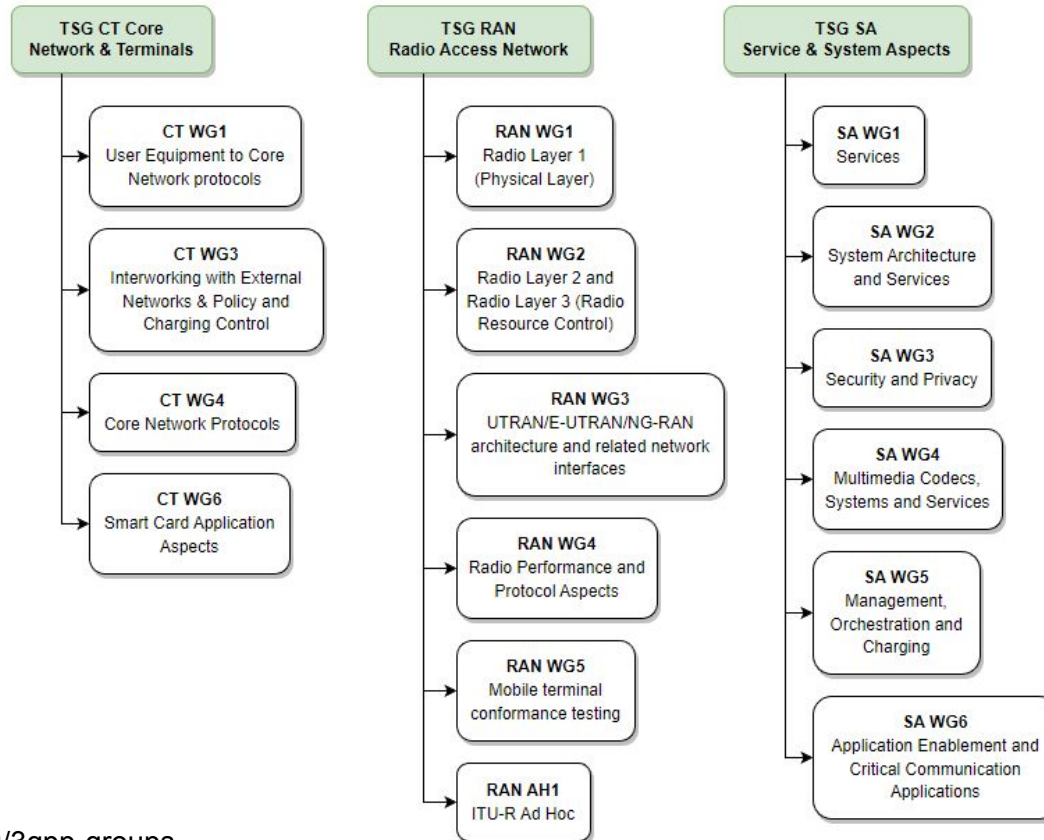 TSG CT Core
Network & Terminals
CT WG1
User Equipment to Core
Network protocols
CT WG3
Interworking with External
Networks & Policy and
Charging Control
CT WG4
Core Network Protocols
CT WG6
Smart Card Application
Aspects
TSG RAN
Radio Access Network
RAN WG1
Radio Layer 1
(Physical Layer)
RAN WG2
Radio Layer 2 and
Radio Layer 3 (Radio
Resource Control)
RAN WG3
UTRAN/E-UTRAN/NG-RAN
architecture and related network
interfaces
RAN WG4
Radio Performance and
Protocol Aspects
RAN WG5
Mobile terminal
conformance testing
RAN AH1
ITU-R Ad Hoc
TSG SA
Service & System Aspects
SA WG1
Services
SA WG2
System Architecture
and Services
SA WG3
Security and Privacy
SA WG4
Multimedia Codecs,
Systems and Services
SA WG5
Management,
Orchestration and
Charging
SA WG6
Application Enablement and
Critical Communication
Applications